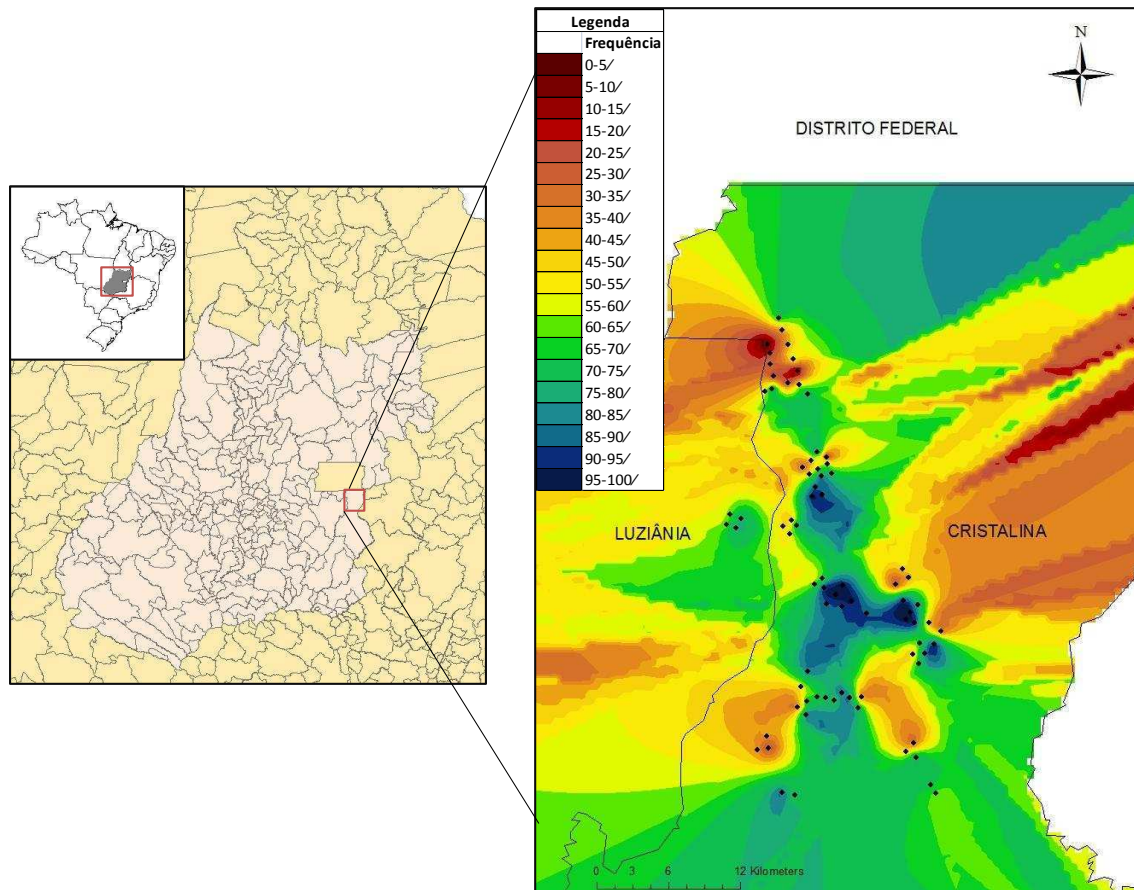 Legenda
Frequência
0-5⁄
5-10⁄
10-15⁄
15-20⁄
20-25⁄
25-30⁄
30-35⁄
35-40⁄
40-45⁄
45-50⁄
50-55⁄
55-60⁄
60-65⁄
65-70⁄
70-75⁄
75-80⁄
80-85⁄
85-90⁄
90-95⁄
95-100⁄
N
DISTRITO FEDERAL
LUZIÂNIA
CRISTALINA
0 3 6 12 Kilometers